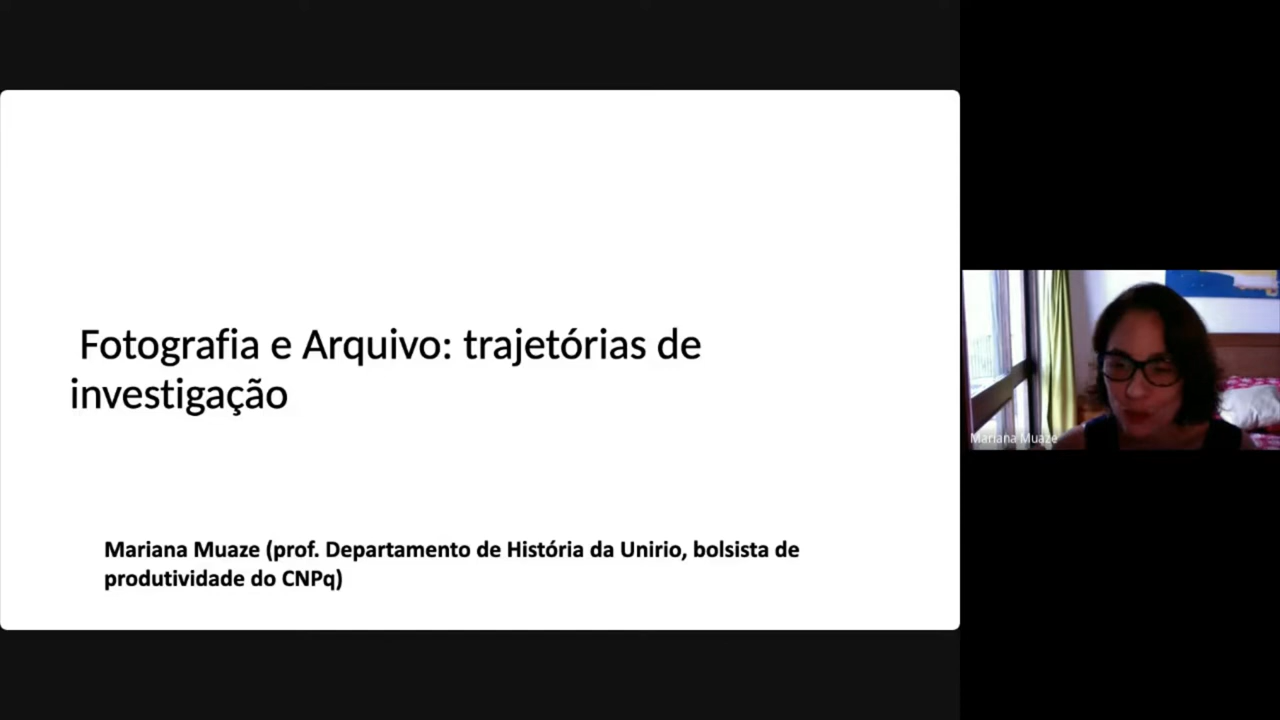 Fotografia e Arquivo: trajetórias de
investigação
Mariana Muaze (prof. Departamento de História da Unirio, bolsista de
produtividade do CNPq)
Mariana Muaze